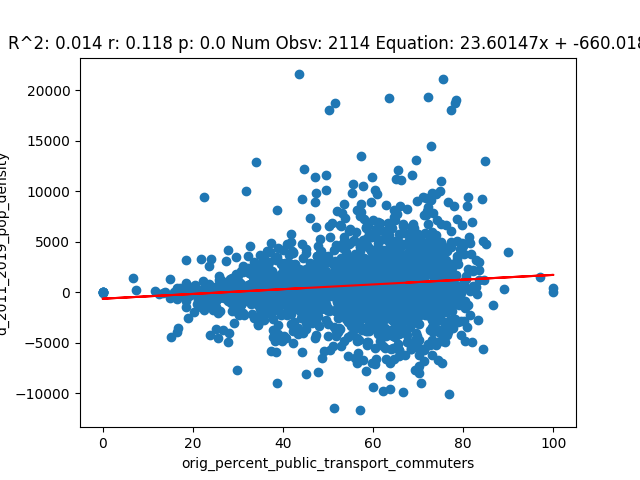 R^2: 0.014 r: 0.118 p: 0.0 Num Obsv: 2114 Equation: 23.60147x + -660.018
20000
15000
10000
5000
0
−5000
−10000
d_2011_2019_pop_density
0 20 40 60 80 100
orig_percent_public_transport_commuters